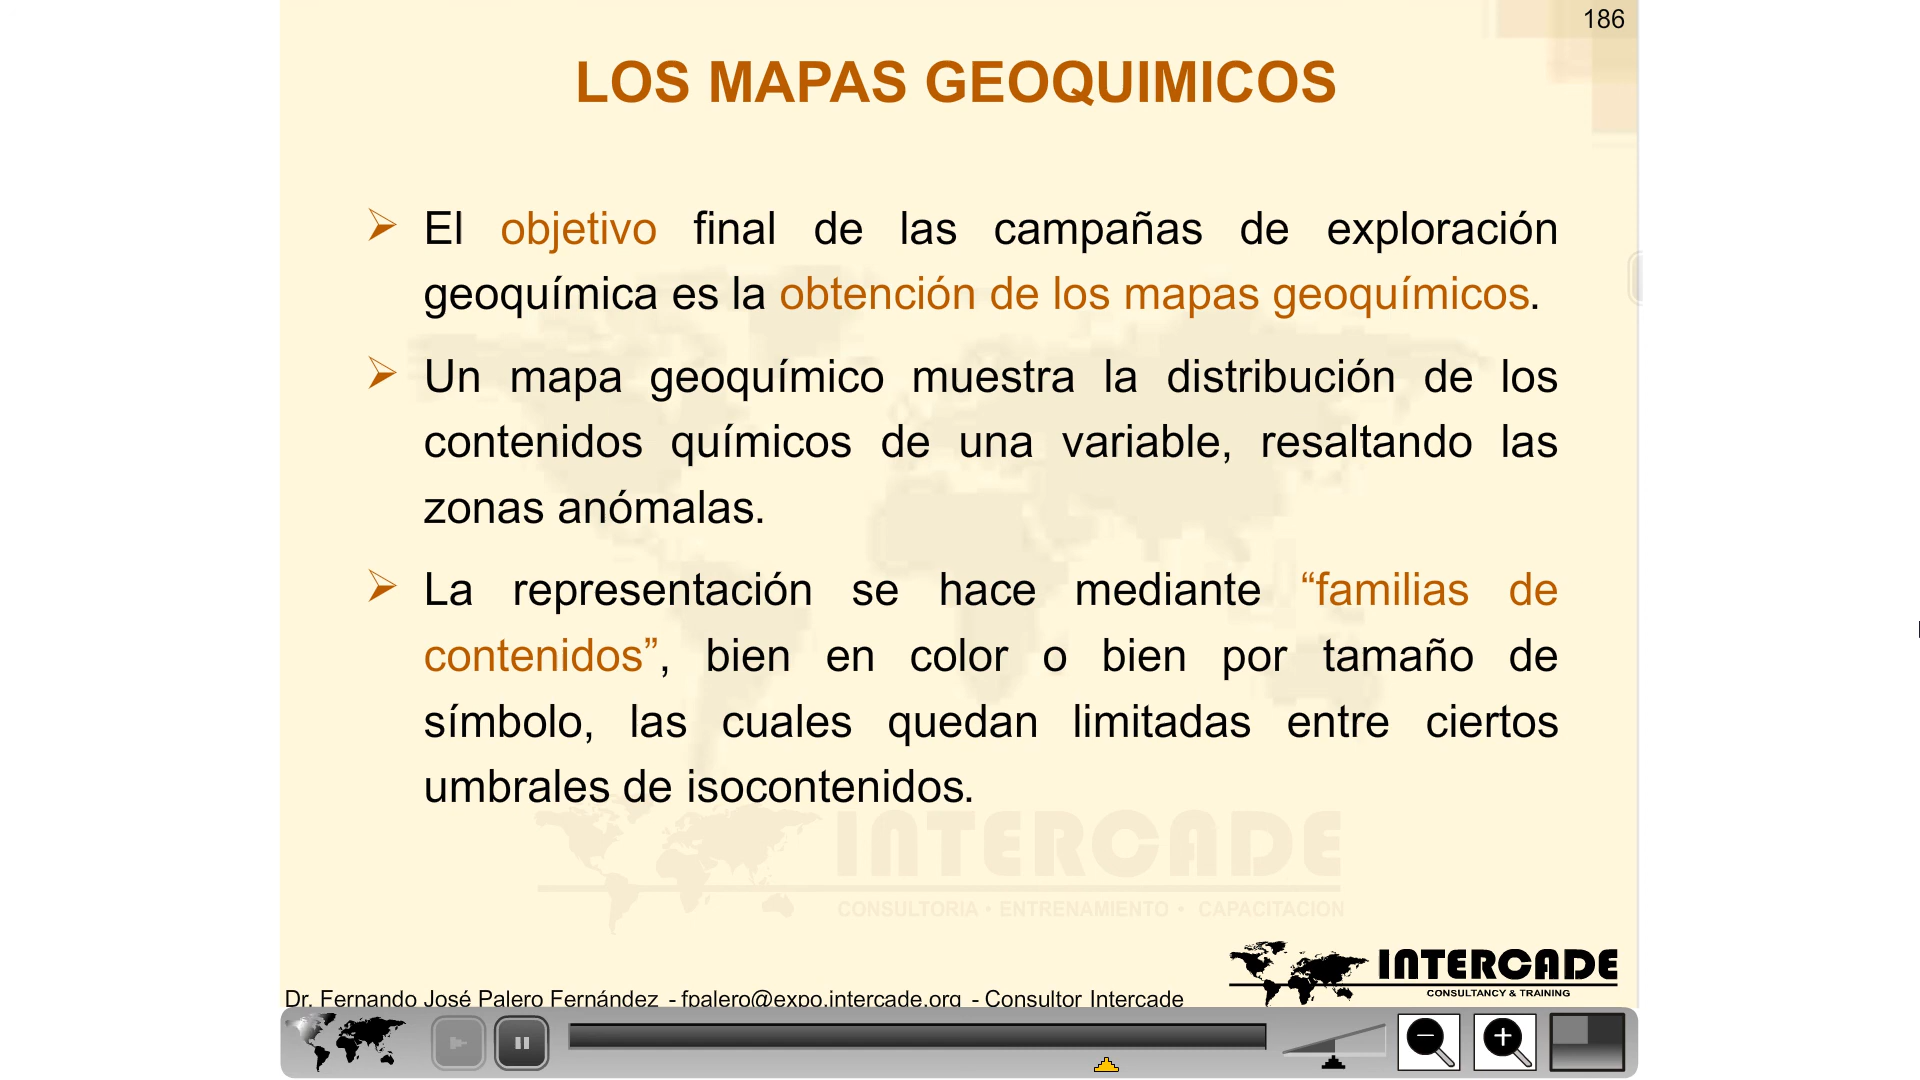 186
LOS MAPAS GEOQUIMICOS
El objetivo final de las campañas de exploración
geoquímica es la obtención de los mapas geoquímicos.
Un mapa geoquímico muestra la distribución de los
contenidos químicos de una variable, resaltando las
zonas anómalas.
La representación se hace mediante “familias de
contenidos”, bien en color o bien por tamaño de
símbolo, las cuales quedan limitadas entre ciertos
umbrales de isocontenidos.
INTERCADE
CONSULTORIA • ENTRENAMIENTO • CAPACITACION
INTERCADE
CONSULTANCY & TRAINING
Dr. Fernando José Palero Fernández - fpalero@expo.intercade.org - Consultor Intercade